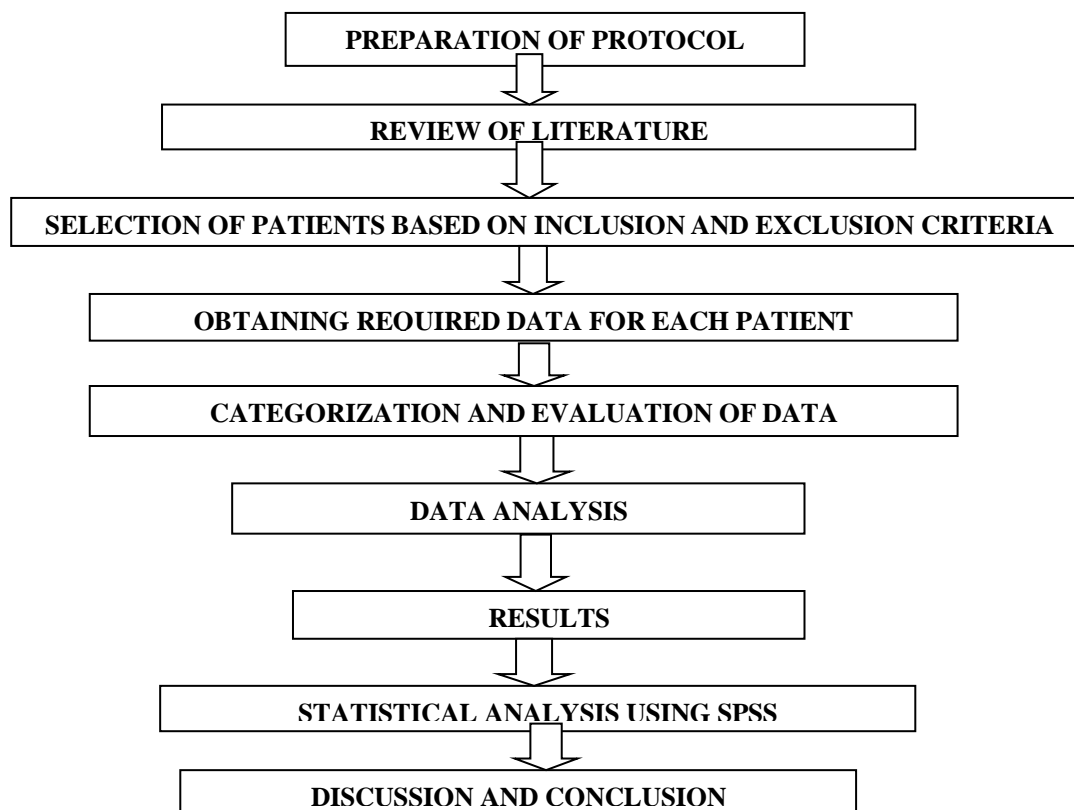 PREPARATION OF PROTOCOL
REVIEW OF LITERATURE
SELECTION OF PATIENTS BASED ON INCLUSION AND EXCLUSION CRITERIA
OBTAINING REQUIRED DATA FOR EACH PATIENT
CATEGORIZATION AND EVALUATION OF DATA
DATA ANALYSIS
RESULTS
STATISTICAL ANALYSIS USING SPSS
DISCUSSION AND CONCLUSION